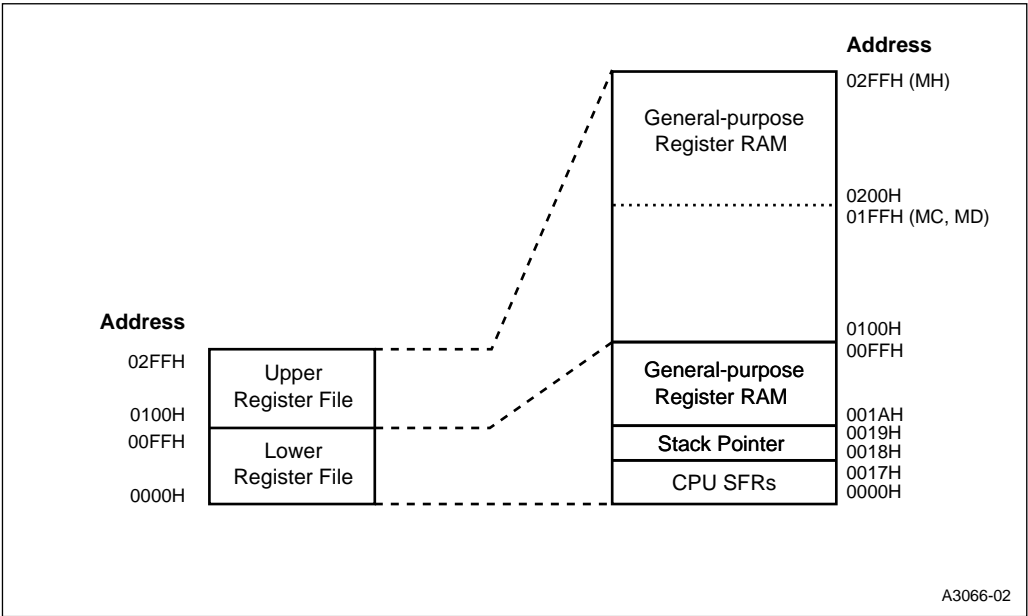 Address
02FFH
0100H
00FFH
0000H
Upper
Register File
Lower
Register File
Address
02FFH (MH)
0200H
01FFH (MC, MD)
0100H
00FFH
001AH
0019H
0018H
0017H
0000H
General-purpose
Register RAM
General-purpose
Register RAM
Stack Pointer
CPU SFRs
A3066-02